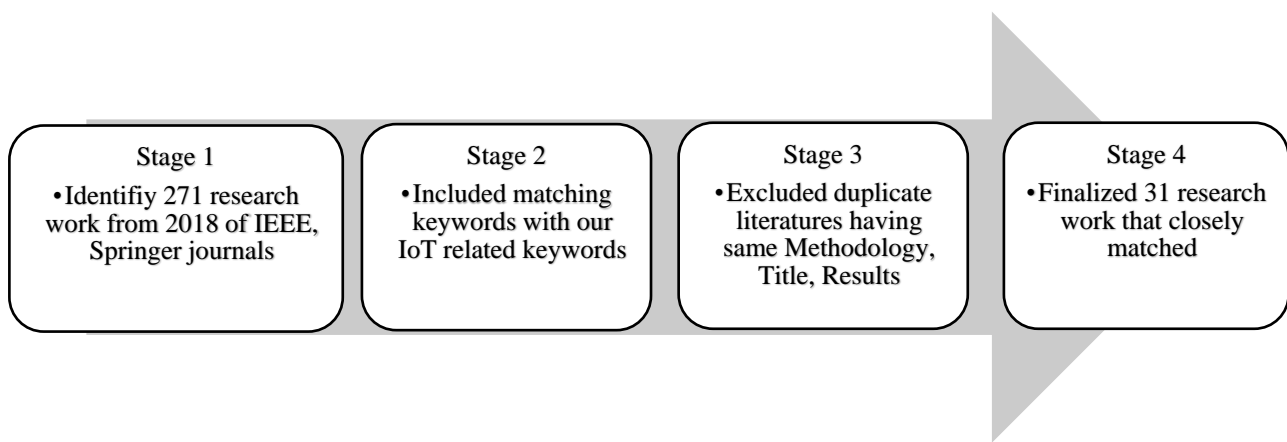 Stage 1
•Identifiy 271 research
work from 2018 of IEEE,
Springer journals
Stage 2
•Included matching
keywords with our
IoT related keywords
Stage 3
•Excluded duplicate
literatures having
same Methodology,
Title, Results
Stage 4
•Finalized 31 research
work that closely
matched